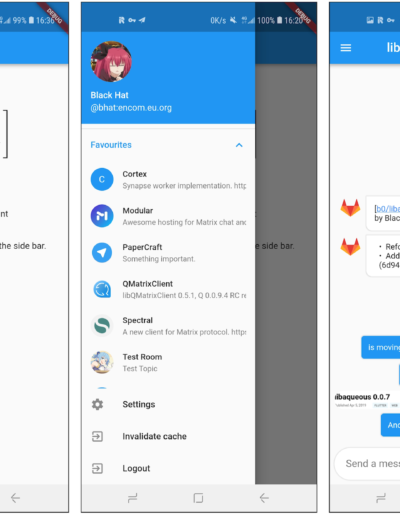 99% 16:36
DEBUG
nt
the side bar.
0K/s 100% 16:20
DEBUG
Black Hat
@bhat:encom.eu.org
Favourites
C
Cortex
Synapse worker implementation. http
Modular
Awesome hosting for Matrix chat and
PaperCraft
Something important.
QMatrixClient
libQMatrixClient 0.5.1, Q 0.0.9.4 RC re
Spectral
A new client for Matrix protocol. https
Test Room
Test Topic
Settings
Invalidate cache
Logout
e side bar.
lib
[b0/liba
by Blac
• Refo
• Add
(6d94
is moving
libaqueous 0.0.7
And
Send a mess